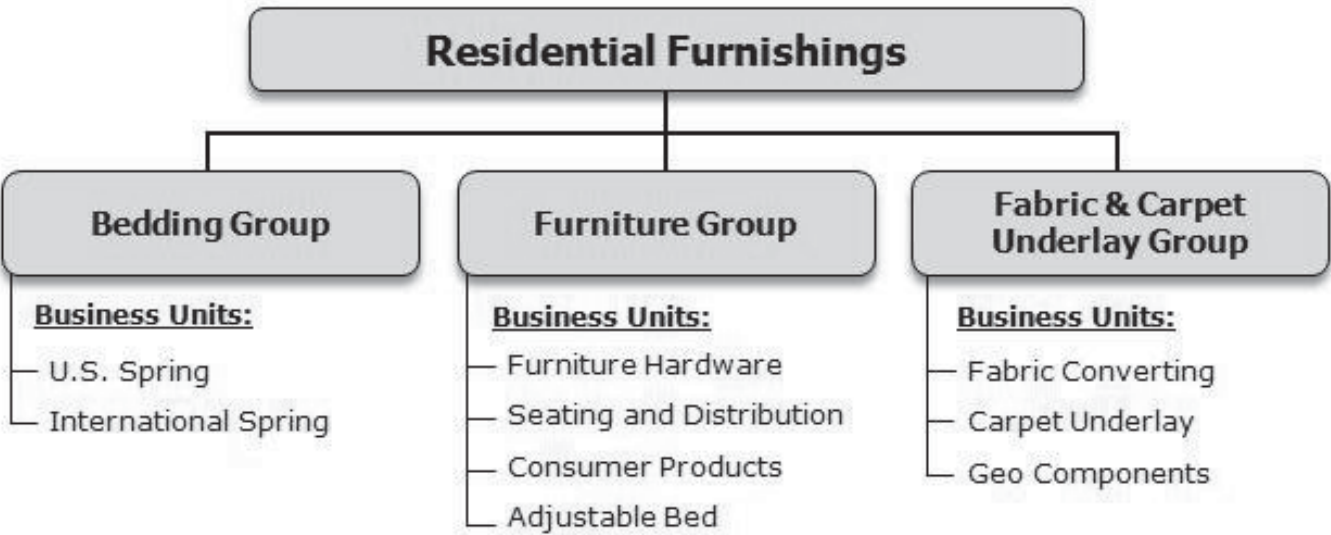 Residential Furnishings
Bedding Group
Business Units:
U.S. Spring
International Spring
Furniture Group
Business Units:
Furniture Hardware
Seating and Distribution
Consumer Products
Adjustable Bed
Fabric & Carpet
Underlay Group
Business Units:
Fabric Converting
Carpet Underlay
Geo Components